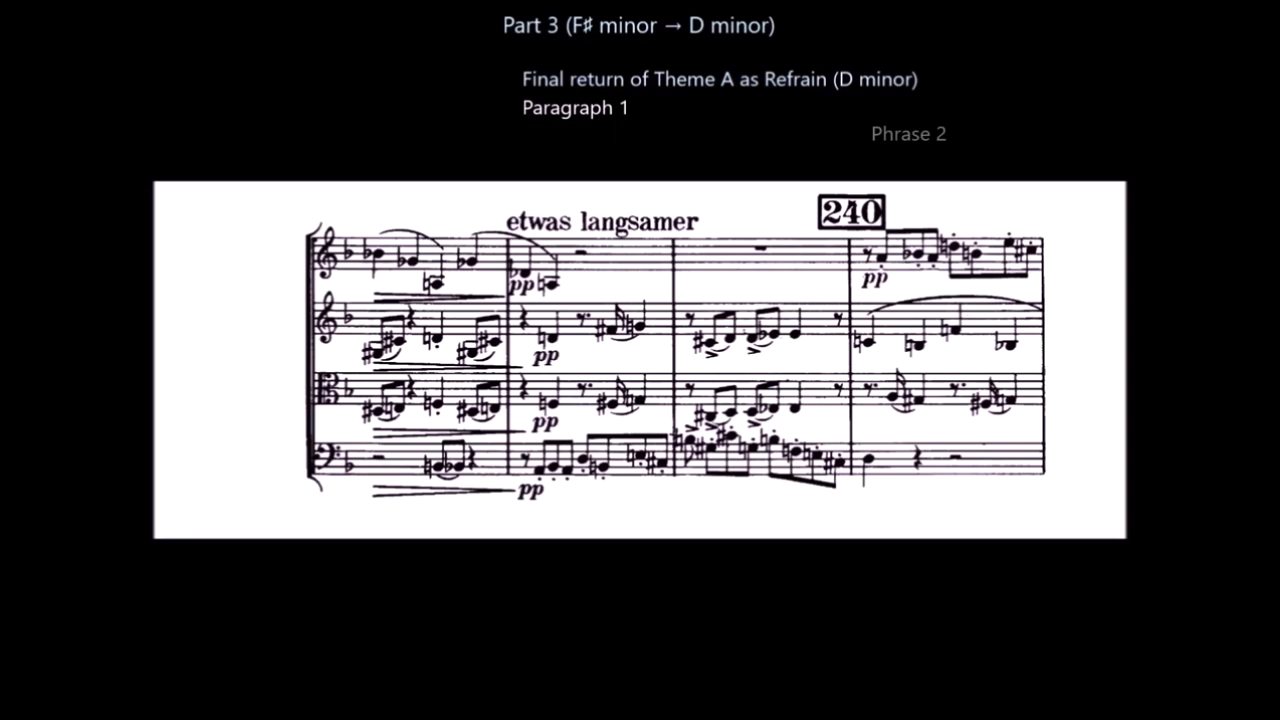 Part 3 (F♯ minor → D minor)
Final return of Theme A as Refrain (D minor)
Paragraph 1
Phrase 2
240
etwas langsamer
pp
pp
pp
pp
pp